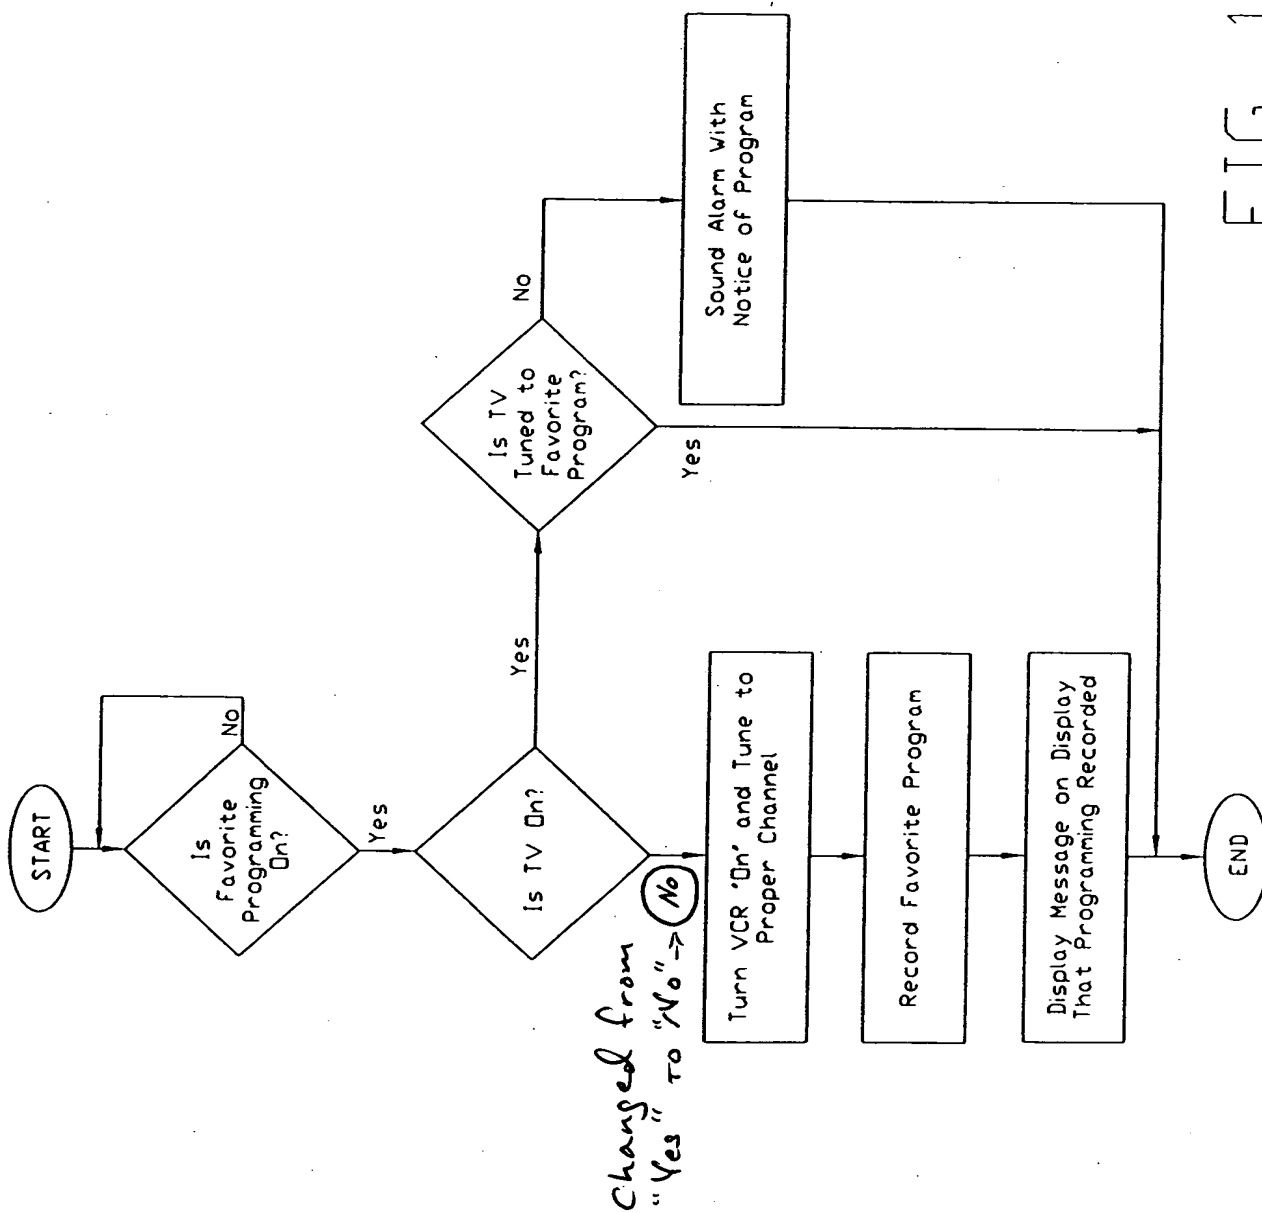 START
Is
Favorite
Programming
On?
No
Yes
Is TV On?
Yes
Changed from
"Yes" TO "No" -> No
Is TV
Tuned to
Favorite
Program?
No
Yes
Sound Alarm With
Notice of Program
Turn VCR 'On' and Tune to
Proper Channel
Record Favorite Program
Display Message on Display
That Programming Recorded
END
FIG. 1